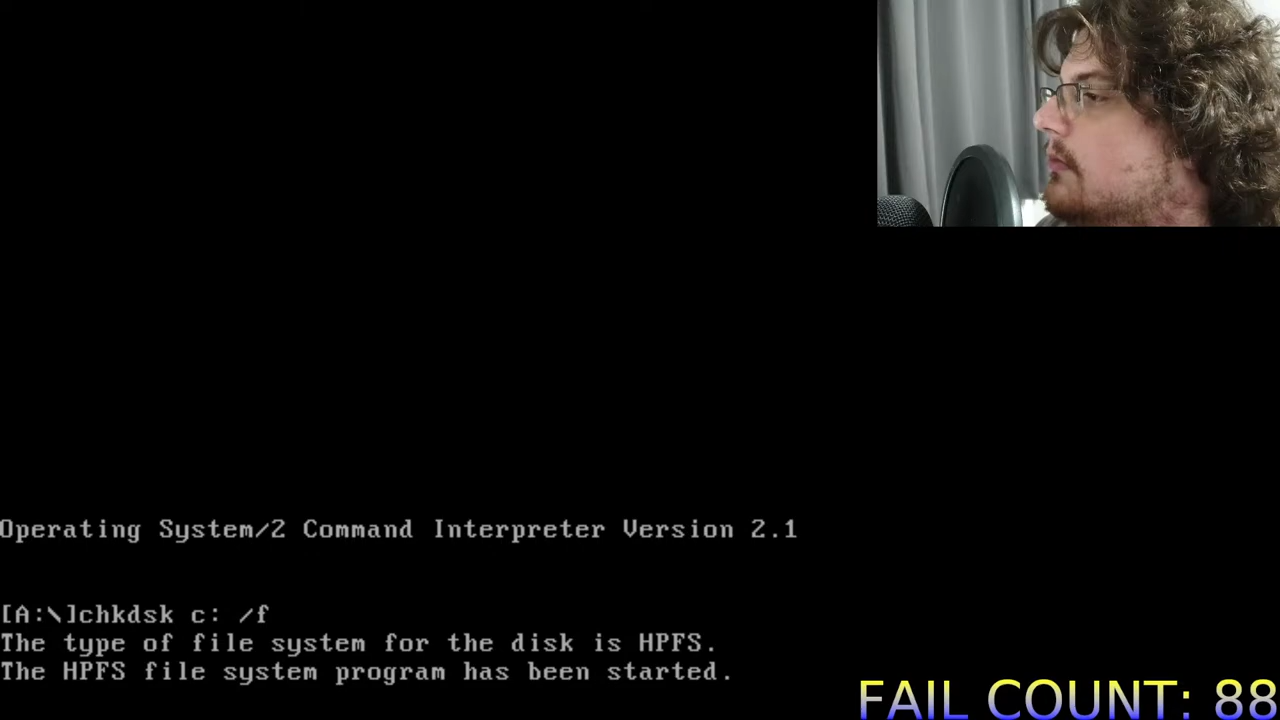 Operating System/2 Command Interpreter Version 2.1
[A:\]chkdsk c: /f
The type of file system for the disk is HPFS.
The HPFS file system program has been started.
FAIL COUNT: 88